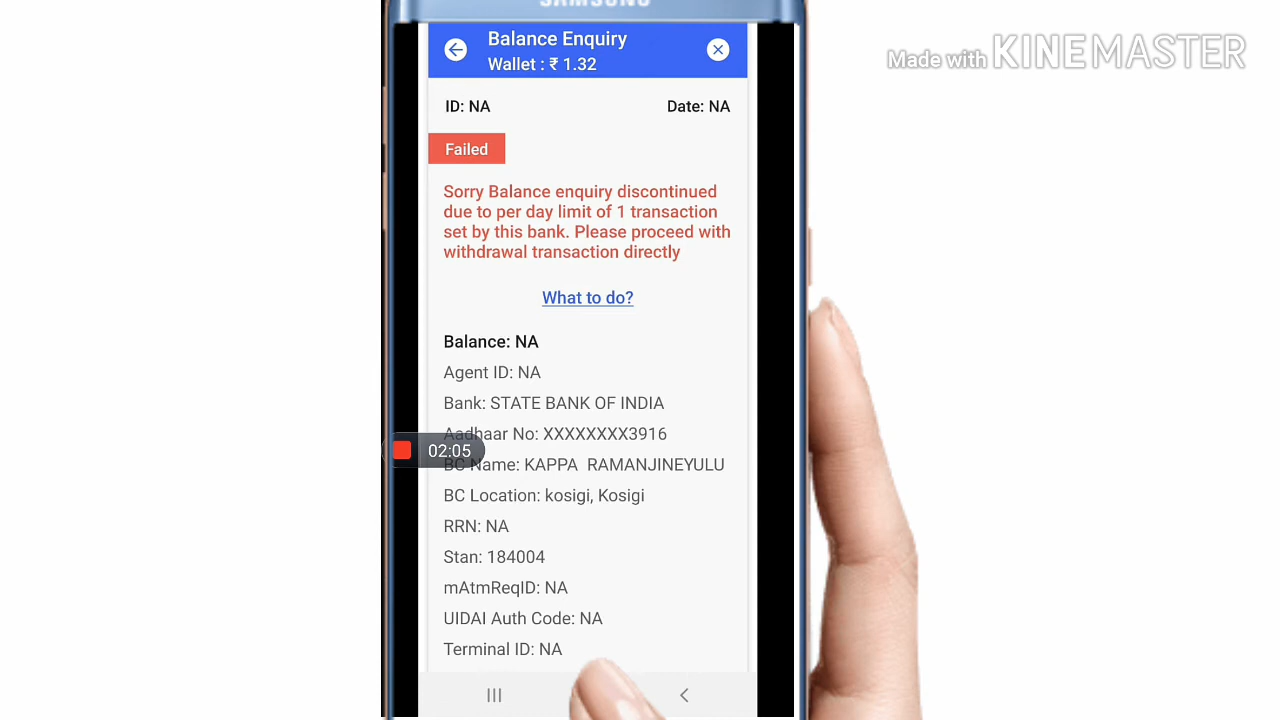 SAMSUNG
Balance Enquiry
Wallet : ₹ 1.32
Made with KINEMASTER
ID: NA
Date: NA
Failed
Sorry Balance enquiry discontinued
due to per day limit of 1 transaction
set by this bank. Please proceed with
withdrawal transaction directly
What to do?
Balance: NA
Agent ID: NA
Bank: STATE BANK OF INDIA
Aadhaar No: XXXXXXXX3916
02:05
BC Name: KAPPA RAMANJINEYULU
BC Location: kosigi, Kosigi
RRN: NA
Stan: 184004
mAtmReqID: NA
UIDAI Auth Code: NA
Terminal ID: NA